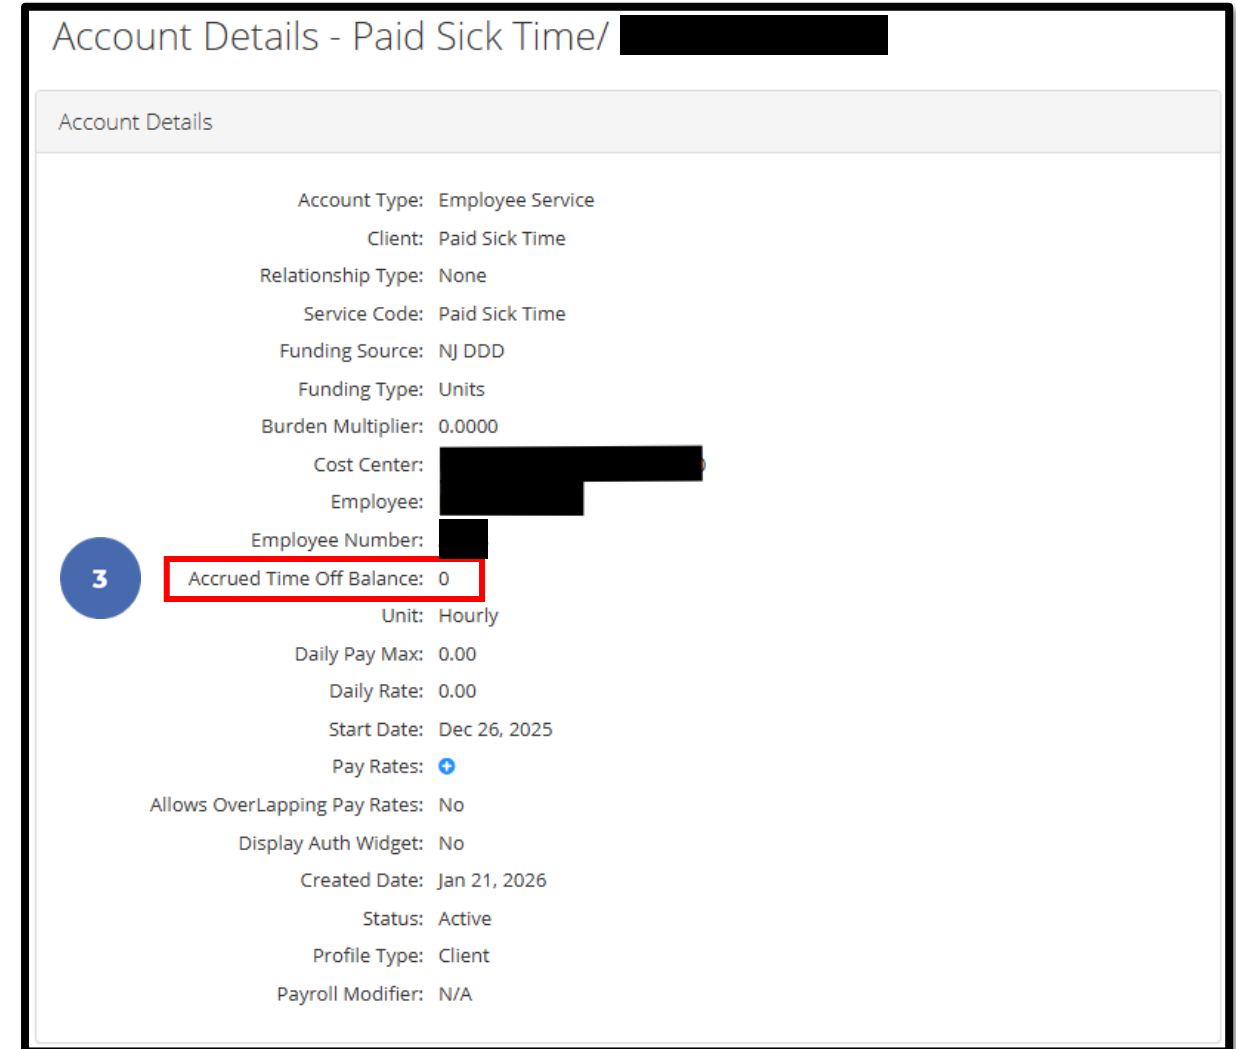 Account Details - Paid Sick Time/
Account Details
Account Type: Employee Service
Client: Paid Sick Time
Relationship Type: None
Service Code: Paid Sick Time
Funding Source: NJ DDD
Funding Type: Units
Burden Multiplier: 0.0000
Cost Center:
Employee:
Employee Number:
3 Accrued Time Off Balance: 0
Unit: Hourly
Daily Pay Max: 0.00
Daily Rate: 0.00
Start Date: Dec 26, 2025
Pay Rates:
Allows OverLapping Pay Rates: No
Display Auth Widget: No
Created Date: Jan 21, 2026
Status: Active
Profile Type: Client
Payroll Modifier: N/A